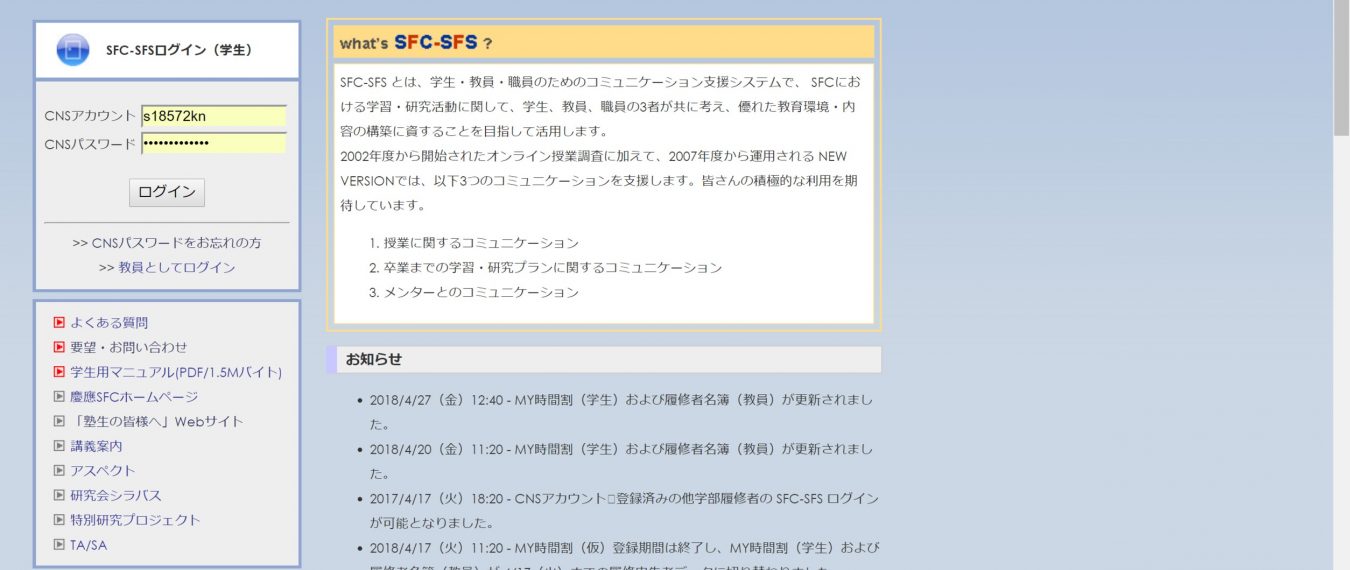 SFC-SFSログイン（学生）
CNSアカウント s18572kn
CNSパスワード •••••••••••••
ログイン
>> CNSパスワードをお忘れの方
>> 教員としてログイン
よくある質問
要望・お問い合わせ
学生用マニュアル(PDF/1.5Mバイト)
慶應SFCホームページ
「塾生の皆様へ」Webサイト
講義案内
アスペクト
研究会シラバス
特別研究プロジェクト
TA/SA
what's SFC-SFS ?
SFC-SFS とは、学生・教員・職員のためのコミュニケーション支援システムで、 SFCにお
ける学習・研究活動に関して、学生、教員、職員の3者が共に考え、優れた教育環境・内
容の構築に資することを目指して活用します。
2002年度から開始されたオンライン授業調査に加えて、2007年度から運用される NEW
VERSIONでは、以下3つのコミュニケーションを支援します。皆さんの積極的な利用を期
待しています。
1. 授業に関するコミュニケーション
2. 卒業までの学習・研究プランに関するコミュニケーション
3. メンターとのコミュニケーション
お知らせ
• 2018/4/27（金）12:40 - MY時間割（学生）および履修者名簿（教員）が更新されまし
た。
• 2018/4/20（金）11:20 - MY時間割（学生）および履修者名簿（教員）が更新されまし
た。
• 2017/4/17（火）18:20 - CNSアカウント□登録済みの他学部履修者の SFC-SFS ログイン
が可能となりました。
• 2018/4/17（火）11:20 - MY時間割（仮）登録期間は終了し、MY時間割（学生）および